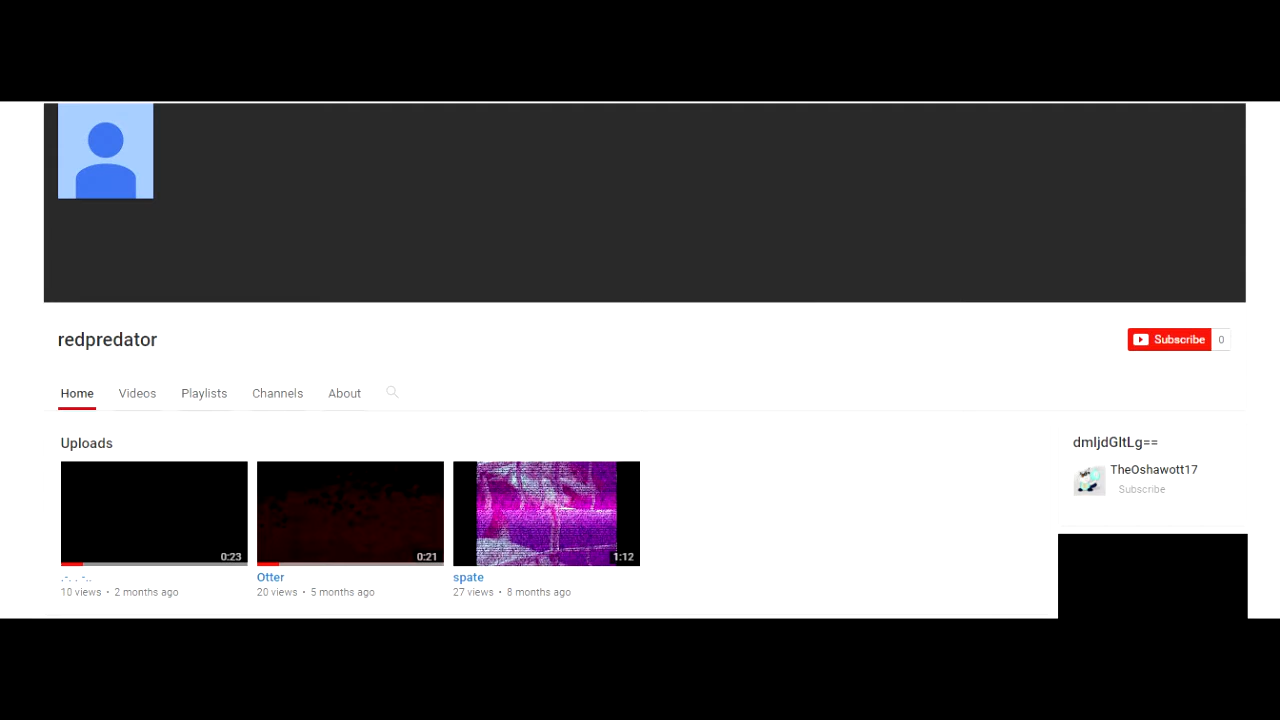 redpredator
Subscribe 0
Home Videos Playlists Channels About
Uploads
dmljdGltLg==
TheOshawott17
Subscribe
0:23 0:21 1:12
.-. . -.. Otter spate
10 views • 2 months ago 20 views • 5 months ago 27 views • 8 months ago